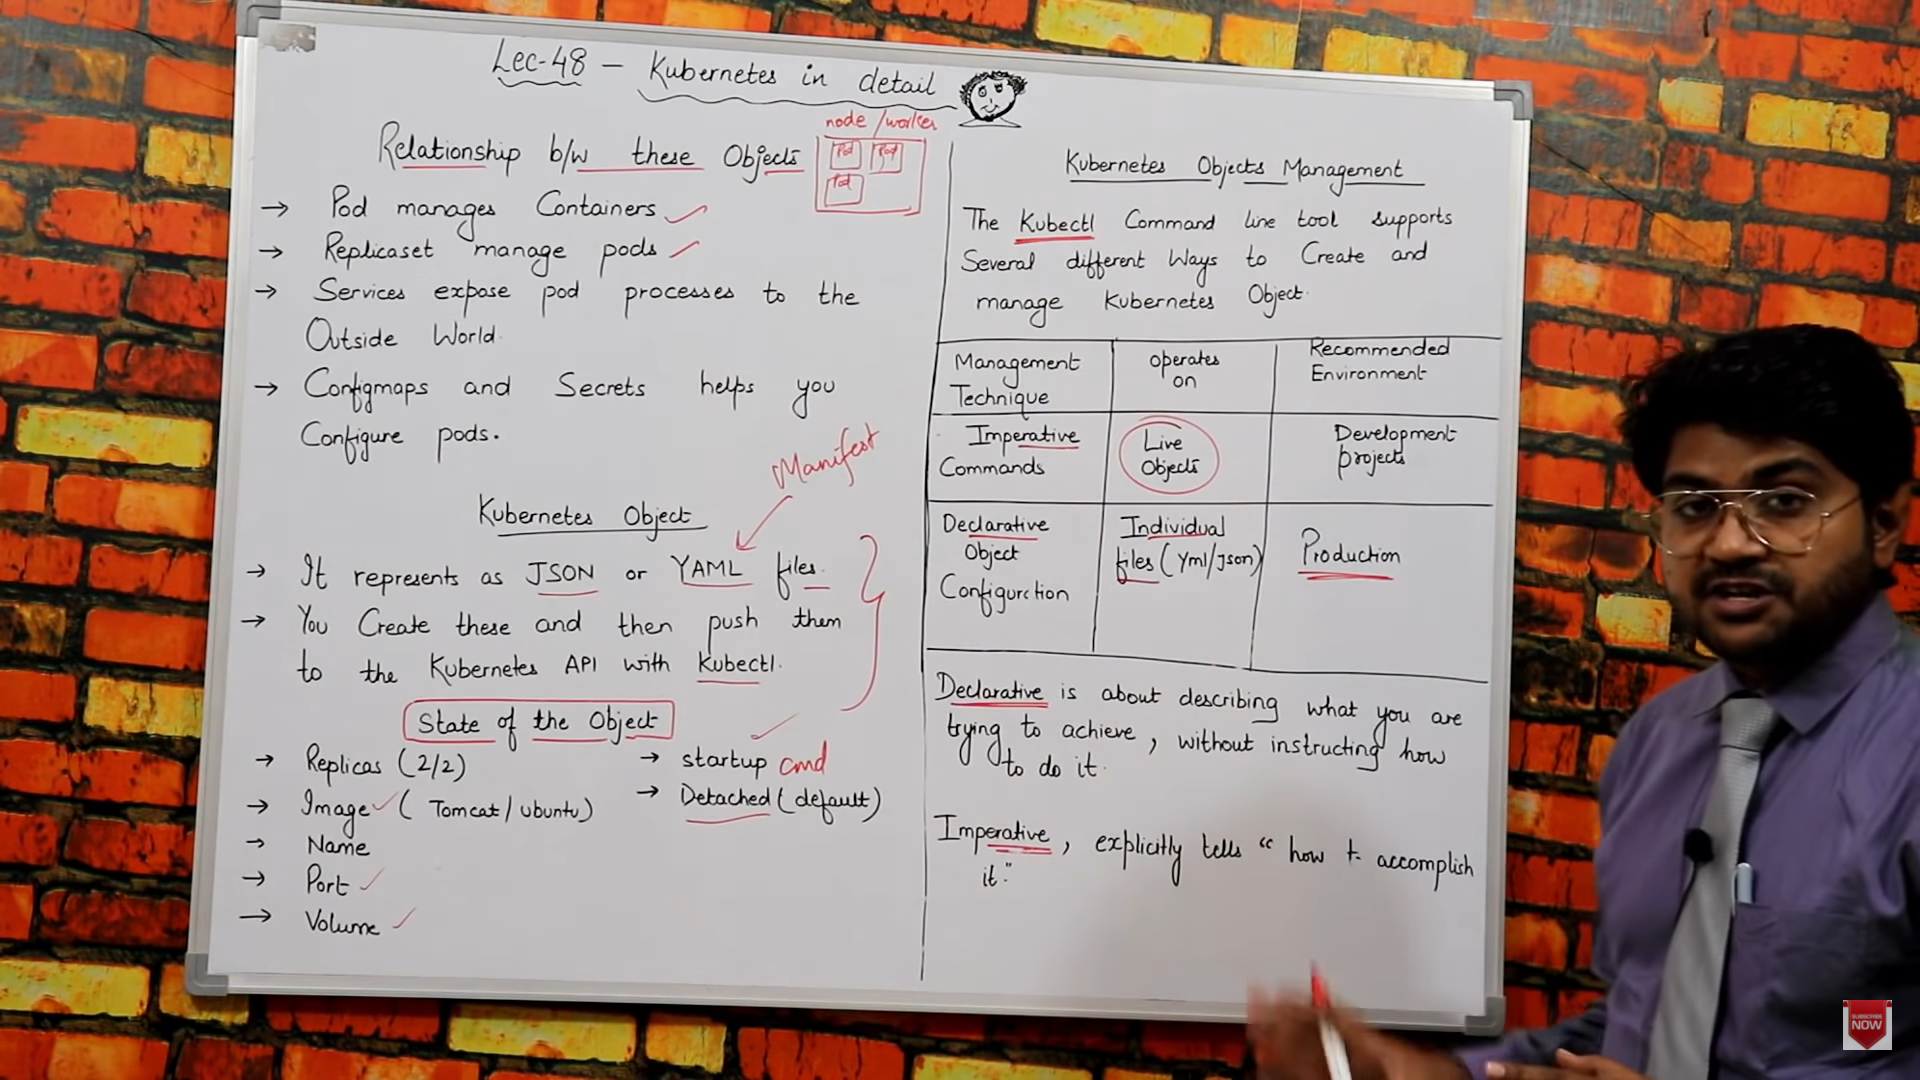 Lec-48 - Kubernetes in detail
Relationship b/w these Objects
node / worker
Pod Pod
Pod
→ Pod manages Containers
→ Replicaset manage pods
→ Services expose pod processes to the
Outside World.
→ Configmaps and Secrets helps you
Configure pods.
Manifest
Kubernetes Object
→ It represents as JSON or YAML files.
→ You Create these and then push them
to the Kubernetes API with Kubectl.
State of the Object
→ Replicas (2/2)
→ Image ( Tomcat / ubuntu)
→ Name
→ Port
→ Volume
→ startup cmd
→ Detached (default)
Kubernetes Objects Management
The Kubectl Command line tool supports
Several different Ways to Create and
manage Kubernetes Object.
Management
Technique
operates
on
Recommended
Environment
Imperative
Commands
Live
Objects
Development
projects
Declarative
Object
Configurction
Individual
files (Yml/Json)
Production
Declarative is about describing what you are
trying to achieve, without instructing how
to do it.
Imperative, explicitly tells "how t- accomplish
it."
SUBSCRIBE
NOW